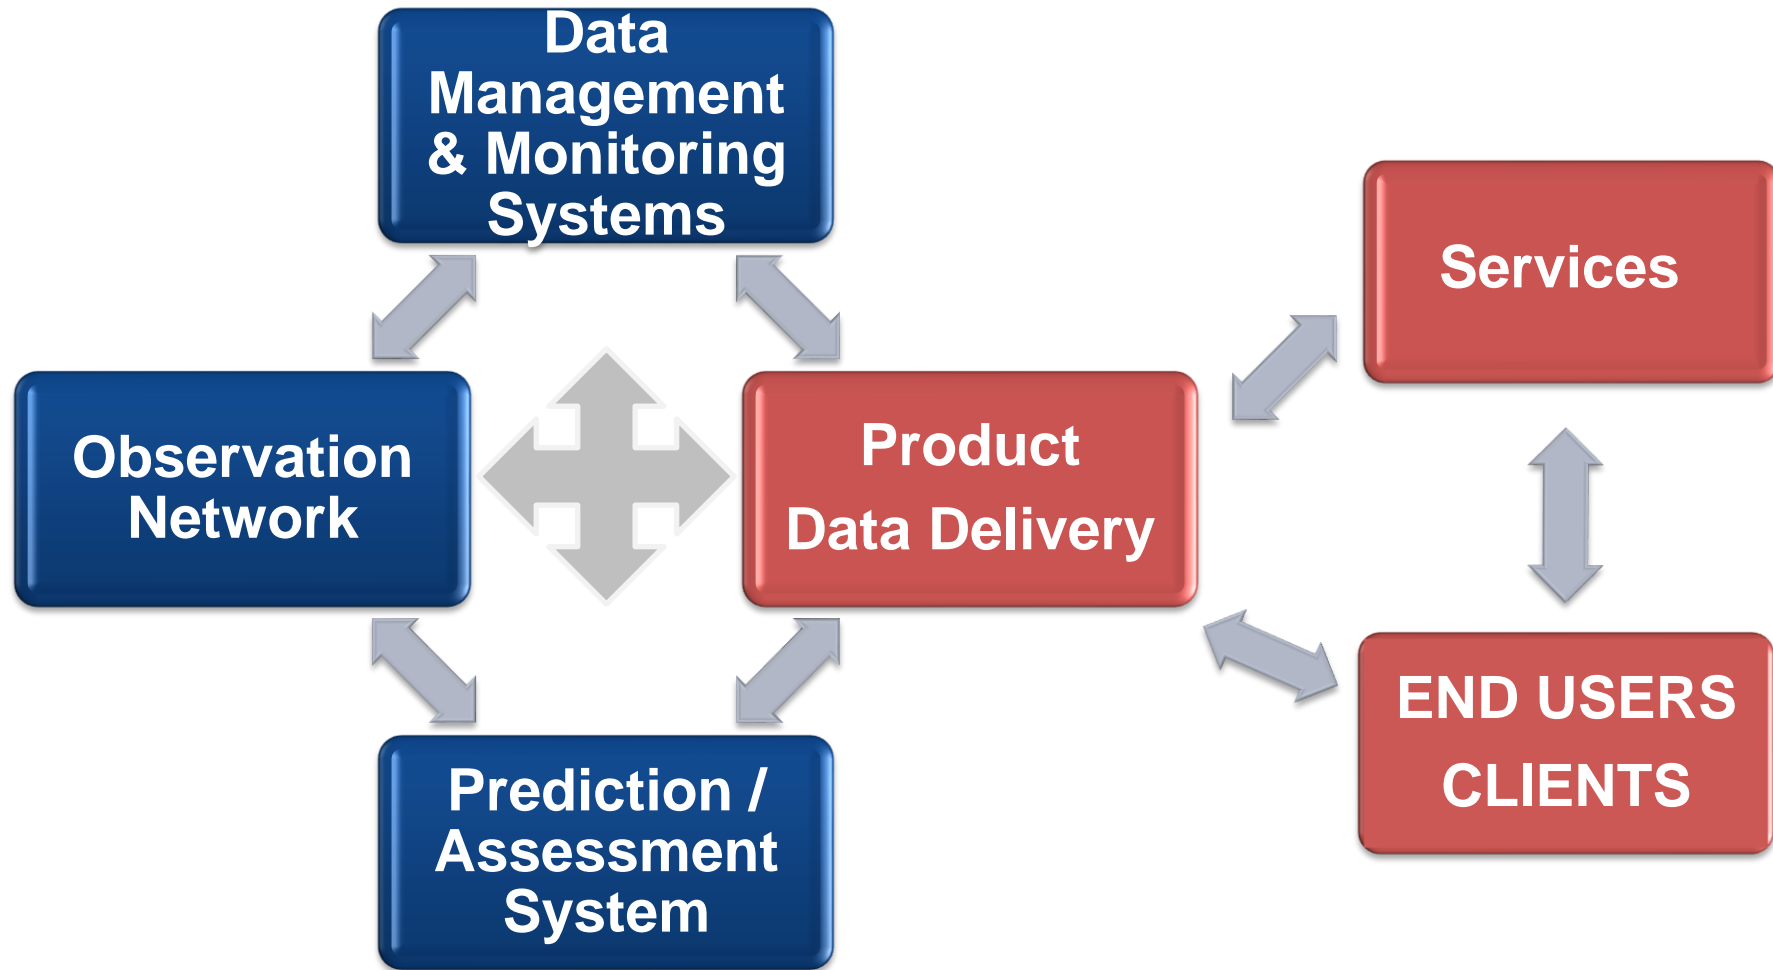 Data
Management
& Monitoring
Systems
Services
Observation
Network
Product
Data Delivery
END USERS
CLIENTS
Prediction /
Assessment
System